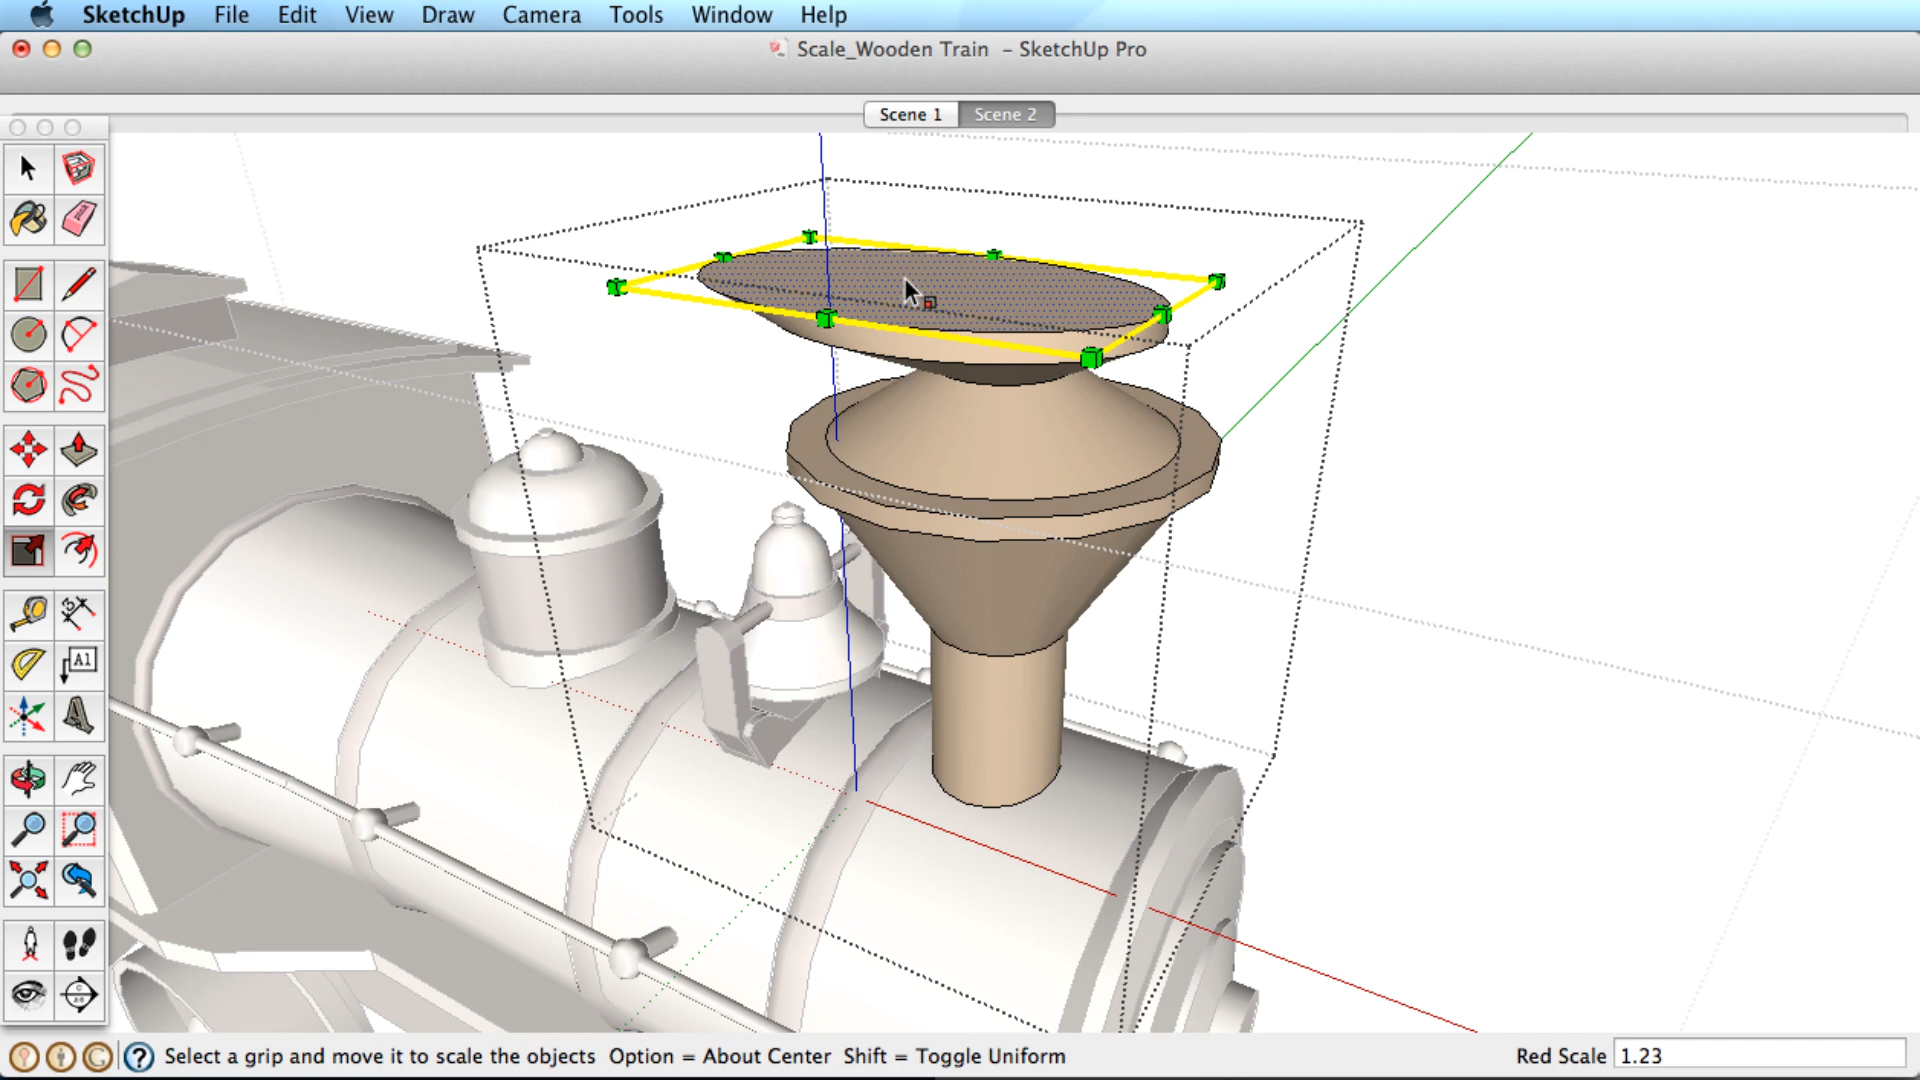 SketchUp File Edit View Draw Camera Tools Window Help
Scale_Wooden Train - SketchUp Pro
Scene 1 Scene 2
A1
Select a grip and move it to scale the objects Option = About Center Shift = Toggle Uniform
Red Scale 1.23